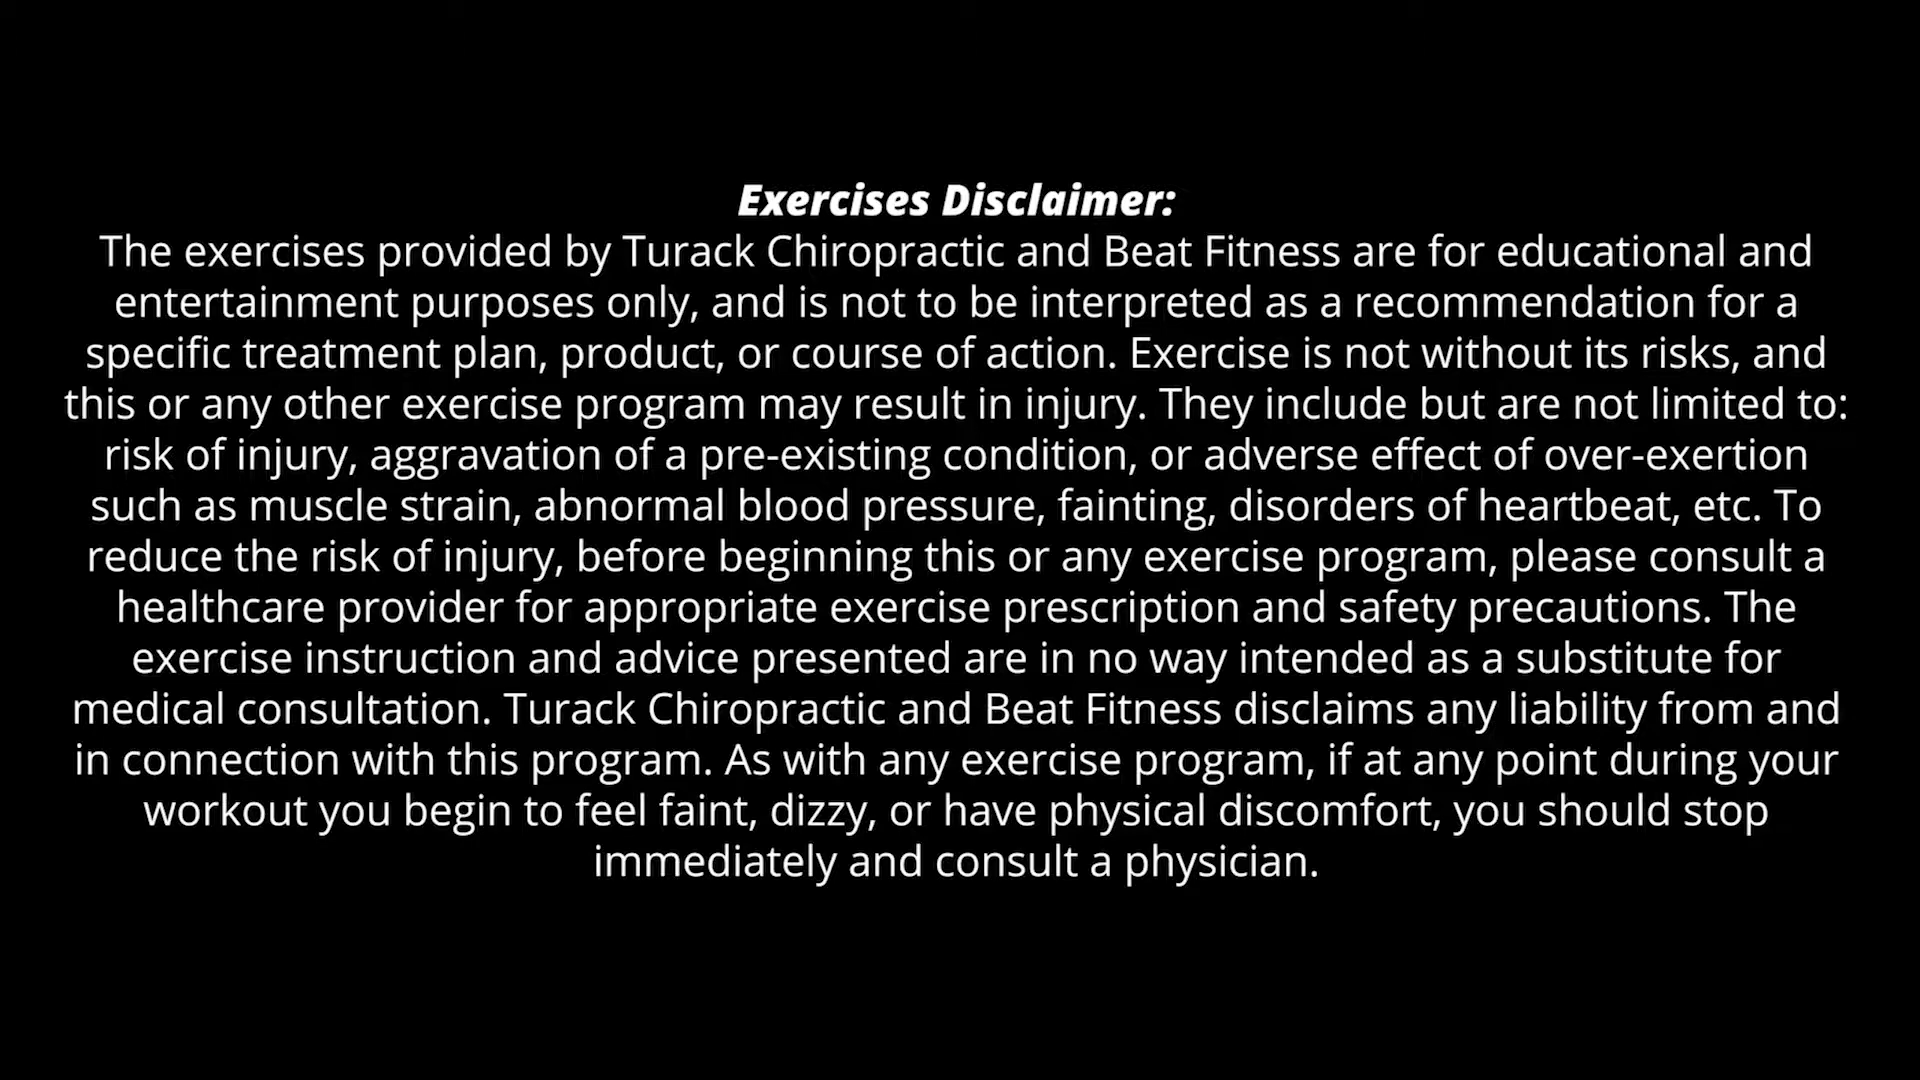 Exercises Disclaimer:
The exercises provided by Turack Chiropractic and Beat Fitness are for educational and
entertainment purposes only, and is not to be interpreted as a recommendation for a
specific treatment plan, product, or course of action. Exercise is not without its risks, and
this or any other exercise program may result in injury. They include but are not limited to:
risk of injury, aggravation of a pre-existing condition, or adverse effect of over-exertion
such as muscle strain, abnormal blood pressure, fainting, disorders of heartbeat, etc. To
reduce the risk of injury, before beginning this or any exercise program, please consult a
healthcare provider for appropriate exercise prescription and safety precautions. The
exercise instruction and advice presented are in no way intended as a substitute for
medical consultation. Turack Chiropractic and Beat Fitness disclaims any liability from and
in connection with this program. As with any exercise program, if at any point during your
workout you begin to feel faint, dizzy, or have physical discomfort, you should stop
immediately and consult a physician.